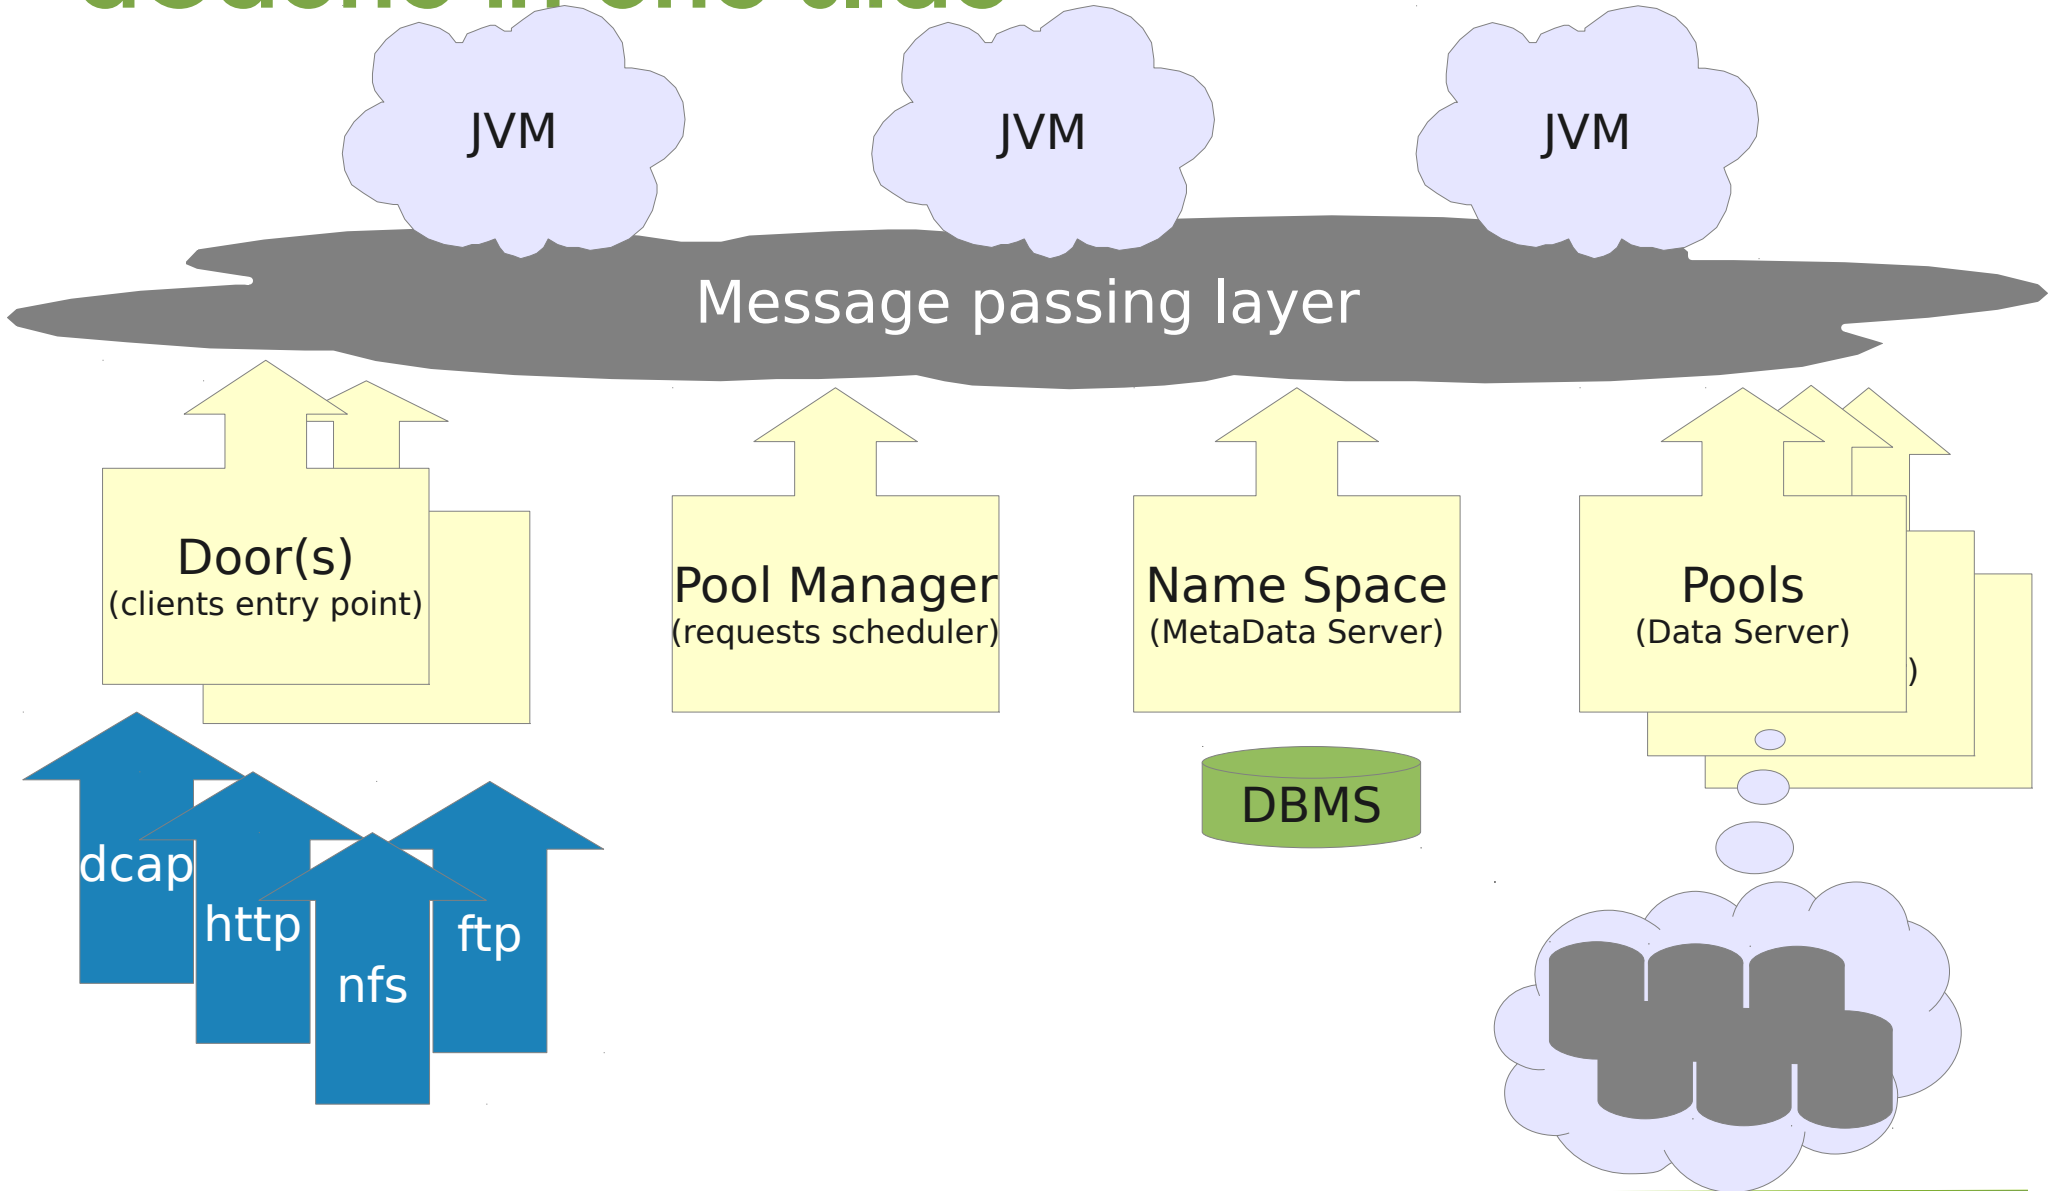 JVM
JVM
JVM
Message passing layer
Door(s)
(clients entry point)
Pool Manager
(requests scheduler)
Name Space
(MetaData Server)
Pools
(Data Server)
)
DBMS
dcap
http
nfs
ftp